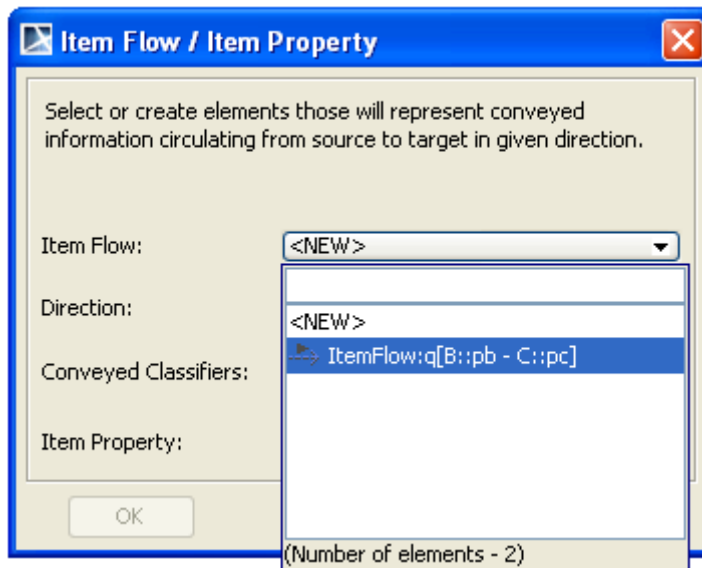 Item Flow / Item Property
Select or create elements those will represent conveyed
information circulating from source to target in given direction.
Item Flow:
<NEW>
Direction:
<NEW>
ItemFlow:q[B::pb - C::pc]
Conveyed Classifiers:
Item Property:
OK
(Number of elements - 2)